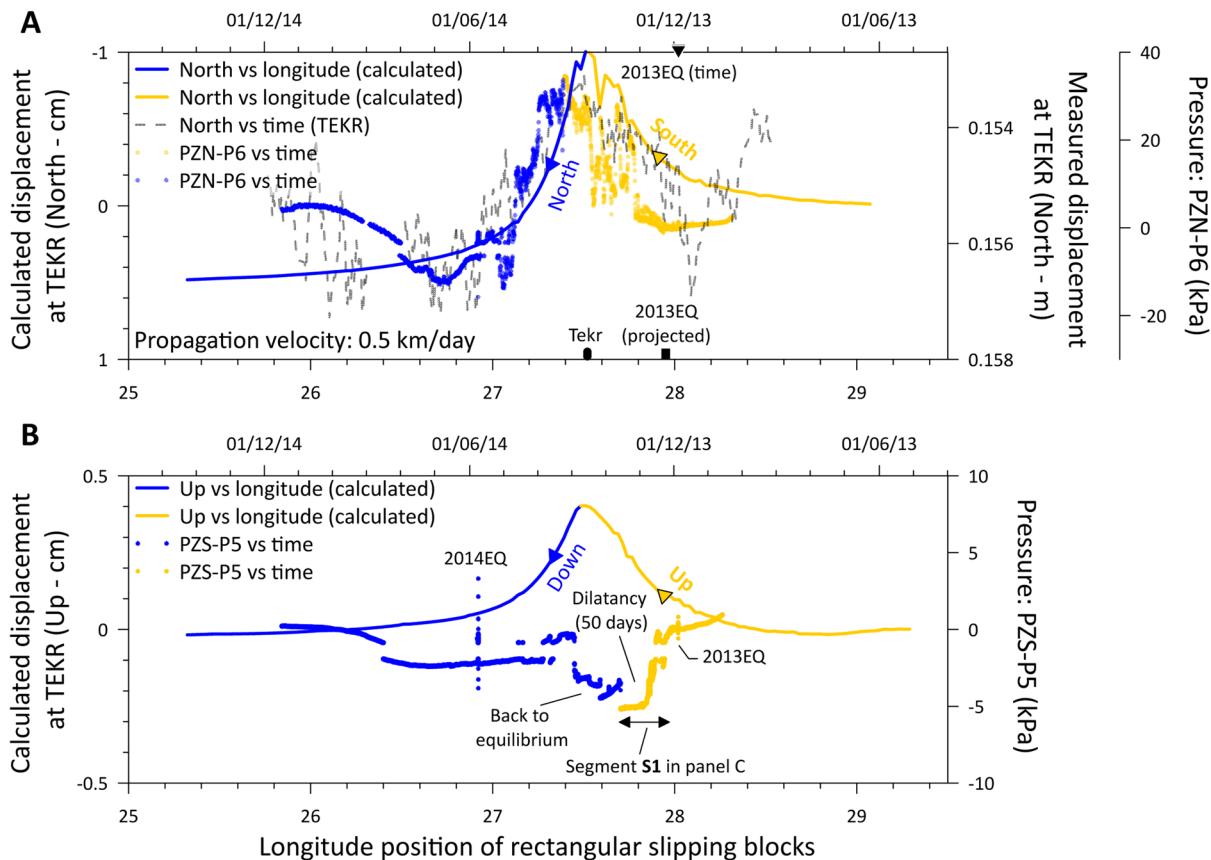 A
01/12/14 01/06/14 01/12/13 01/06/13
-1
0
1
Calculated displacement
at TEKR (North - cm)
North vs longitude (calculated)
North vs longitude (calculated)
North vs time (TEKR)
PZN-P6 vs time
PZN-P6 vs time
2013EQ (time)
South
North
2013EQ
(projected)
Tekr
Propagation velocity: 0.5 km/day
0.154
0.156
0.158
Measured displacement
at TEKR (North - m)
40
20
0
-20
Pressure: PZN-P6 (kPa)
25 26 27 28 29
B
01/12/14 01/06/14 01/12/13 01/06/13
0.5
0
-0.5
Calculated displacement
at TEKR (Up - cm)
Up vs longitude (calculated)
Up vs longitude (calculated)
PZS-P5 vs time
PZS-P5 vs time
2014EQ
Down
Up
Dilatancy
(50 days)
2013EQ
Back to
equilibrium
Segment S1 in panel C
10
5
0
-5
-10
Pressure: PZS-P5
(kPa)
25 26 27 28 29
Longitude position of rectangular slipping blocks